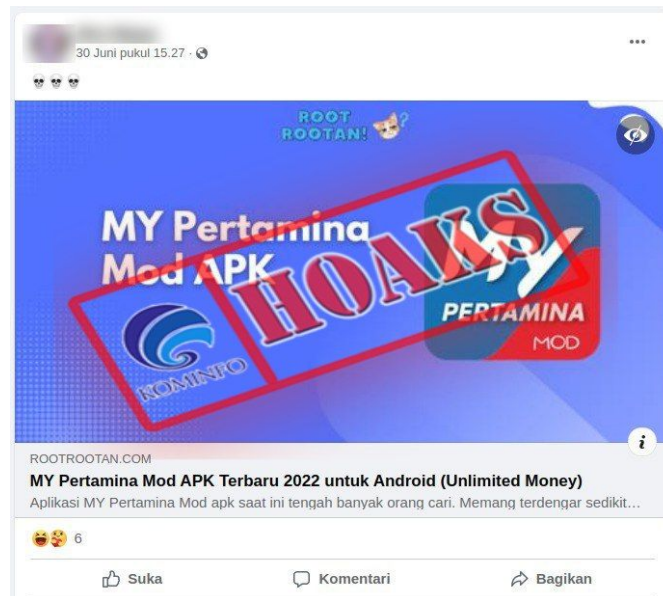 30 Juni pukul 15.27 ·
ROOT
ROOTAN!
?
MY Pertamina
Mod APK
HOAKS
KOMINFO
MY
PERTAMINA
MOD
i
ROOTROOTAN.COM
MY Pertamina Mod APK Terbaru 2022 untuk Android (Unlimited Money)
Aplikasi MY Pertamina Mod apk saat ini tengah banyak orang cari. Memang terdengar sedikit…
6
Suka
Komentari
Bagikan